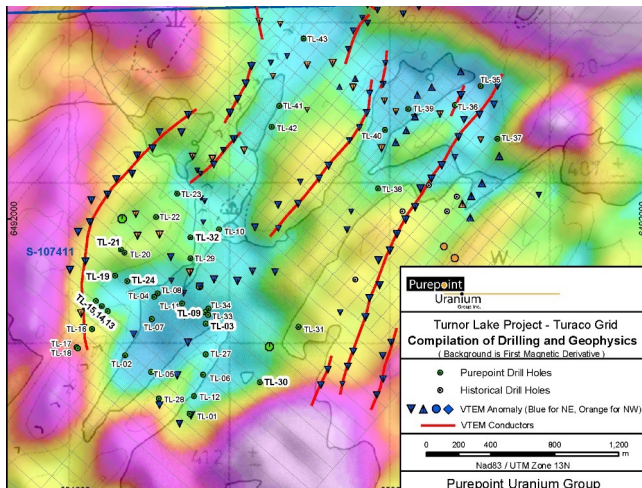 TL-43
TL-35
TL-41
TL-39
TL-36
TL-42
TL-40
TL-37
TL-38
TL-23
TL-22
TL-10
TL-32
TL-21
TL-20
TL-29
6492000
6492000
S-107411
TL-19
TL-24
TL-08
TL-04
TL-11
TL-34
TL-09
TL-33
TL-15,14,13
TL-07
TL-03
TL-16
TL-31
TL-17
TL-18
TL-02
TL-27
TL-05
TL-06
TL-30
TL-28
TL-12
TL-01
412
420
407
W
Purepoint
Uranium
Group Inc.
Turnor Lake Project - Turaco Grid
Compilation of Drilling and Geophysics
( Background is First Magnetic Derivative )
Purepoint Drill Holes
Historical Drill Holes
VTEM Anomaly (Blue for NE, Orange for NW)
VTEM Conductors
0 200 400 800 1,200
m
Nad83 / UTM Zone 13N
Purepoint Uranium Group